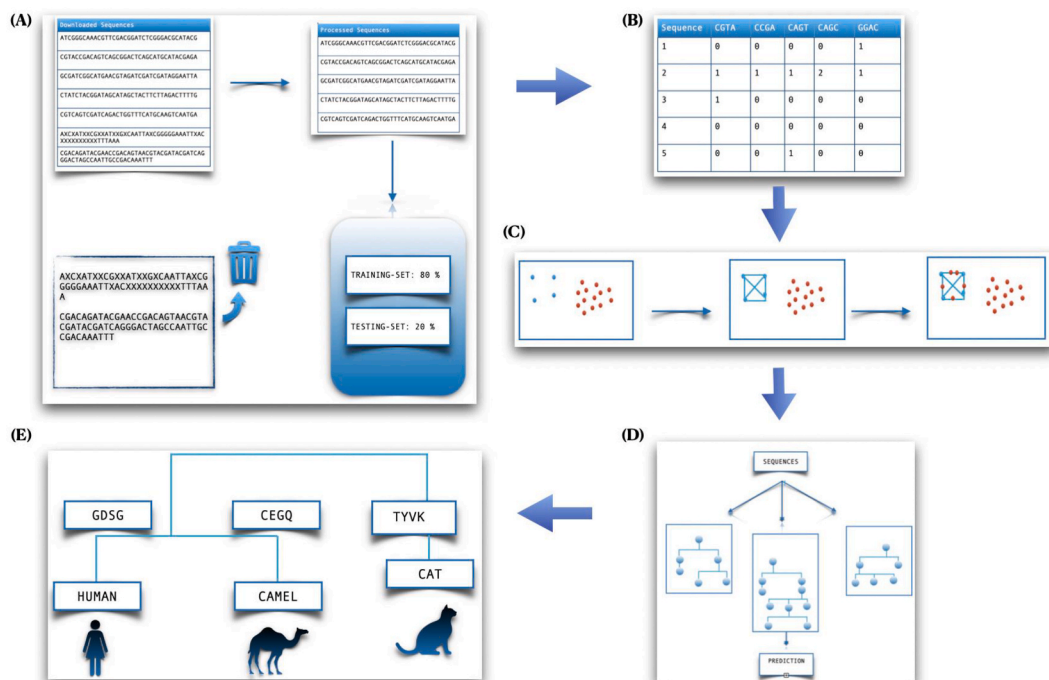 (A)
Downloaded Sequences
ATCGGGCAAACGTTCGACGGATCTCGGGACGCATACG
CGTACCGACAGTCAGCGGACTCAGCATGCATACGAGA
GCGATCGGCATGAACGTAGATCGATCGATAGGAATTA
CTATCTACGGATAGCATAGCTACTTCTTAGACTTTTG
CGTCAGTCGATCAGACTGGTTTCATGCAAGTCAATGA
AXCXATXXCGXXATXXGXCAATTAXCGGGGGAAATTXAC
XXXXXXXXXXTTTAAA
CGACAGATACGAACCGACAGTAACGTACGATACGATCAG
GGACTAGCCAATTGCCGACAAATTT
Processed Sequences
ATCGGGCAAACGTTCGACGGATCTCGGGACGCATACG
CGTACCGACAGTCAGCGGACTCAGCATGCATACGAGA
GCGATCGGCATGAACGTAGATCGATCGATAGGAATTA
CTATCTACGGATAGCATAGCTACTTCTTAGACTTTTG
CGTCAGTCGATCAGACTGGTTTCATGCAAGTCAATGA
AXCXATXXCGXXATXXGXCAATTAXCG
GGGGAAATTXACXXXXXXXXXXTTTAA
A
CGACAGATACGAACCGACAGTAACGTA
CGATACGATCAGGGACTAGCCAATTGC
CGACAAATTT
TRAINING-SET: 80 %
TESTING-SET: 20 %
(B)
Sequence CGTA CCGA CAGT CAGC GGAC
1 0 0 0 0 1
2 1 1 1 2 1
3 1 0 0 0 0
4 0 0 0 0 0
5 0 0 1 0 0
(C)
(D)
SEQUENCES
PREDICTION
(E)
GDSG CEGQ TYVK
CAT
HUMAN CAMEL